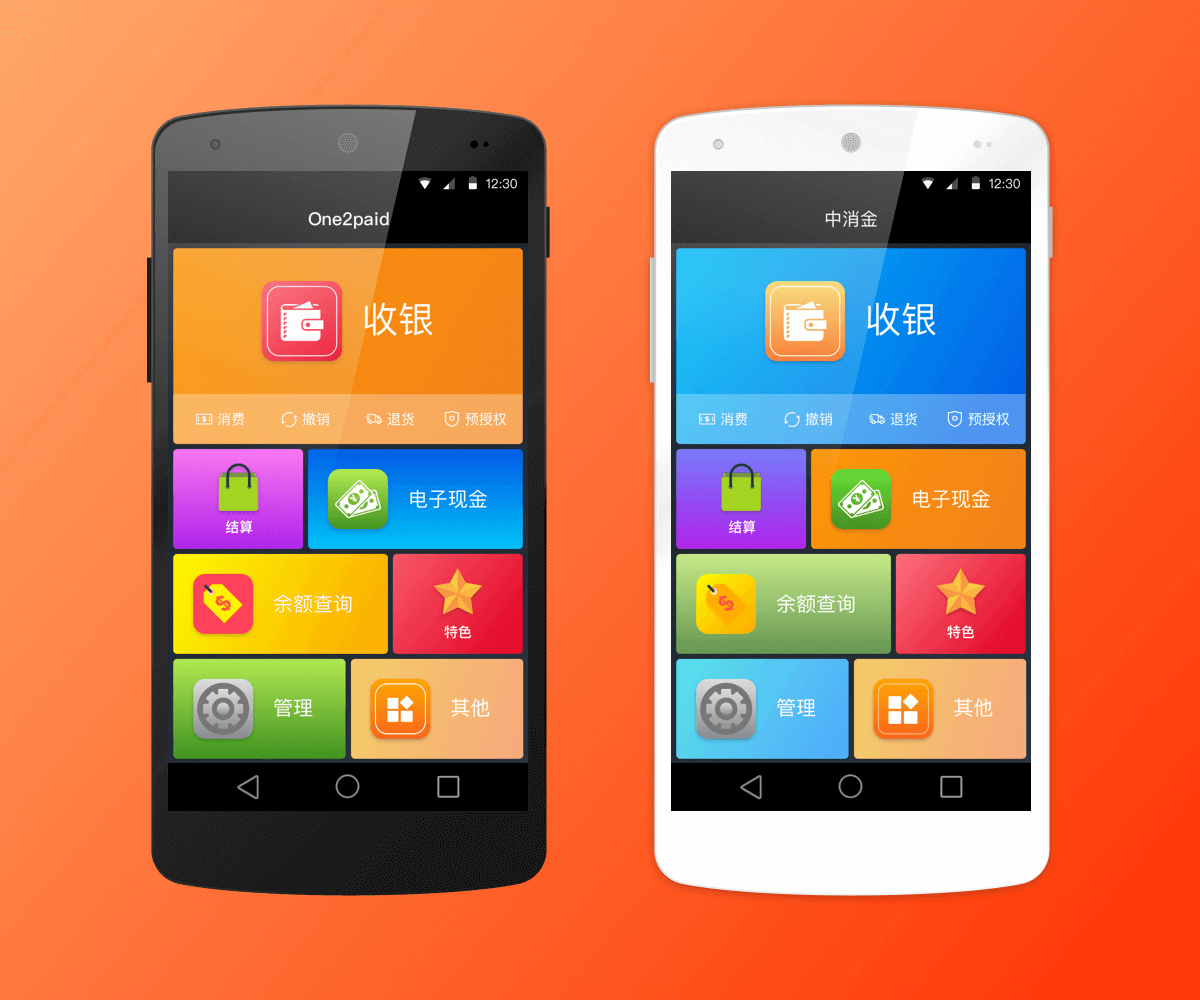 12:30
One2paid
收银
消费 撤销 退货 预授权
结算
电子现金
余额查询
特色
管理
其他
12:30
中消金
收银
消费 撤销 退货 预授权
结算
电子现金
余额查询
特色
管理
其他